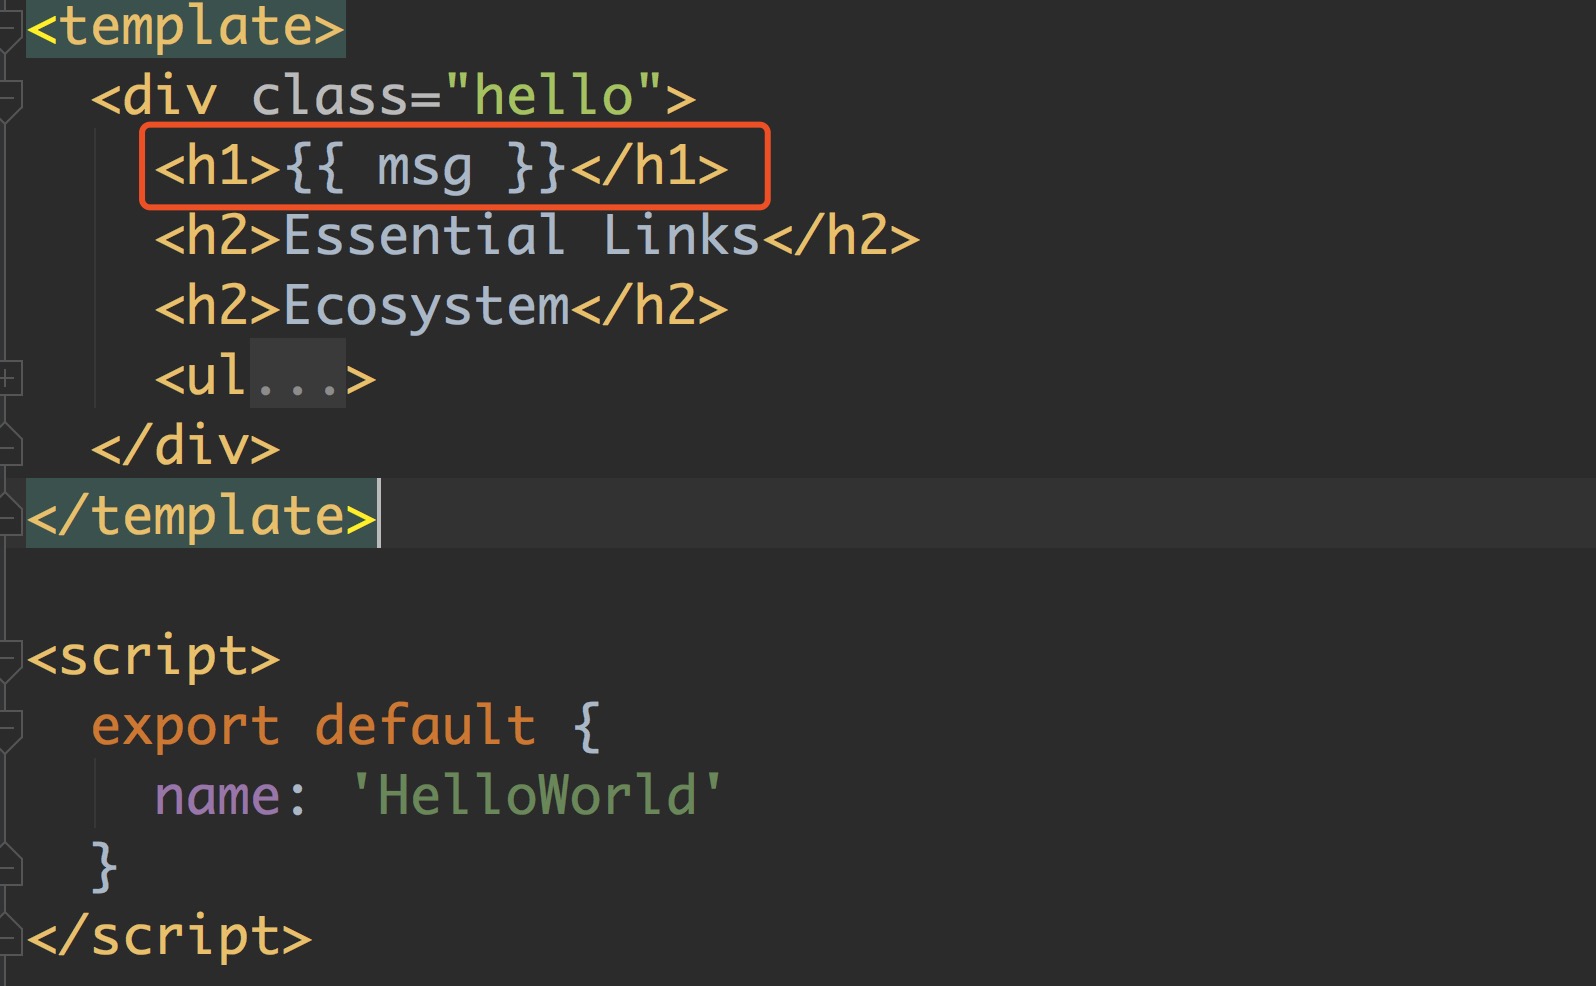 <template>
<div class="hello">
<h1>{{ msg }}</h1>
<h2>Essential Links</h2>
<h2>Ecosystem</h2>
<ul...>
</div>
</template>
<script>
export default {
name: 'HelloWorld'
}
</script>